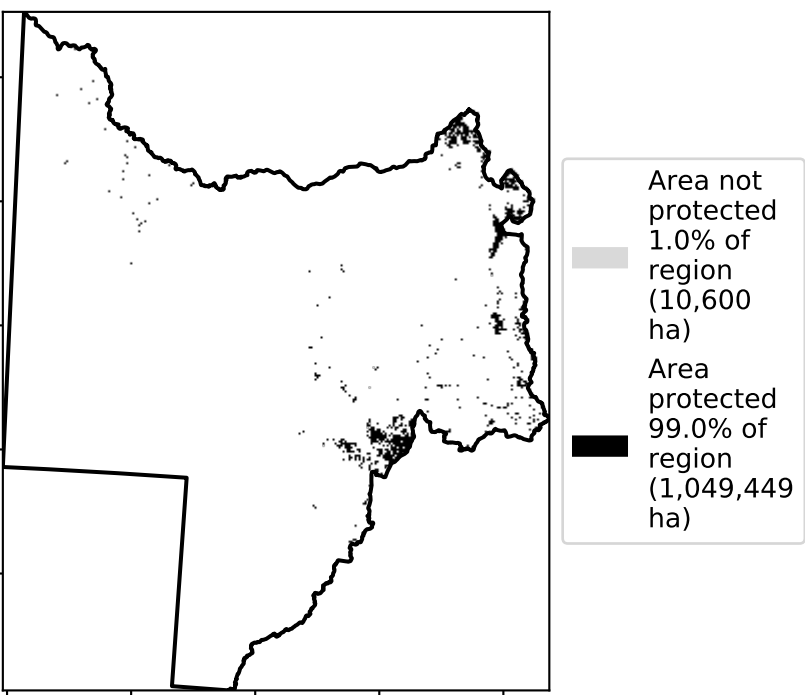 Area not
protected
1.0% of
region
(10,600
ha)
Area
protected
99.0% of
region
(1,049,449
ha)